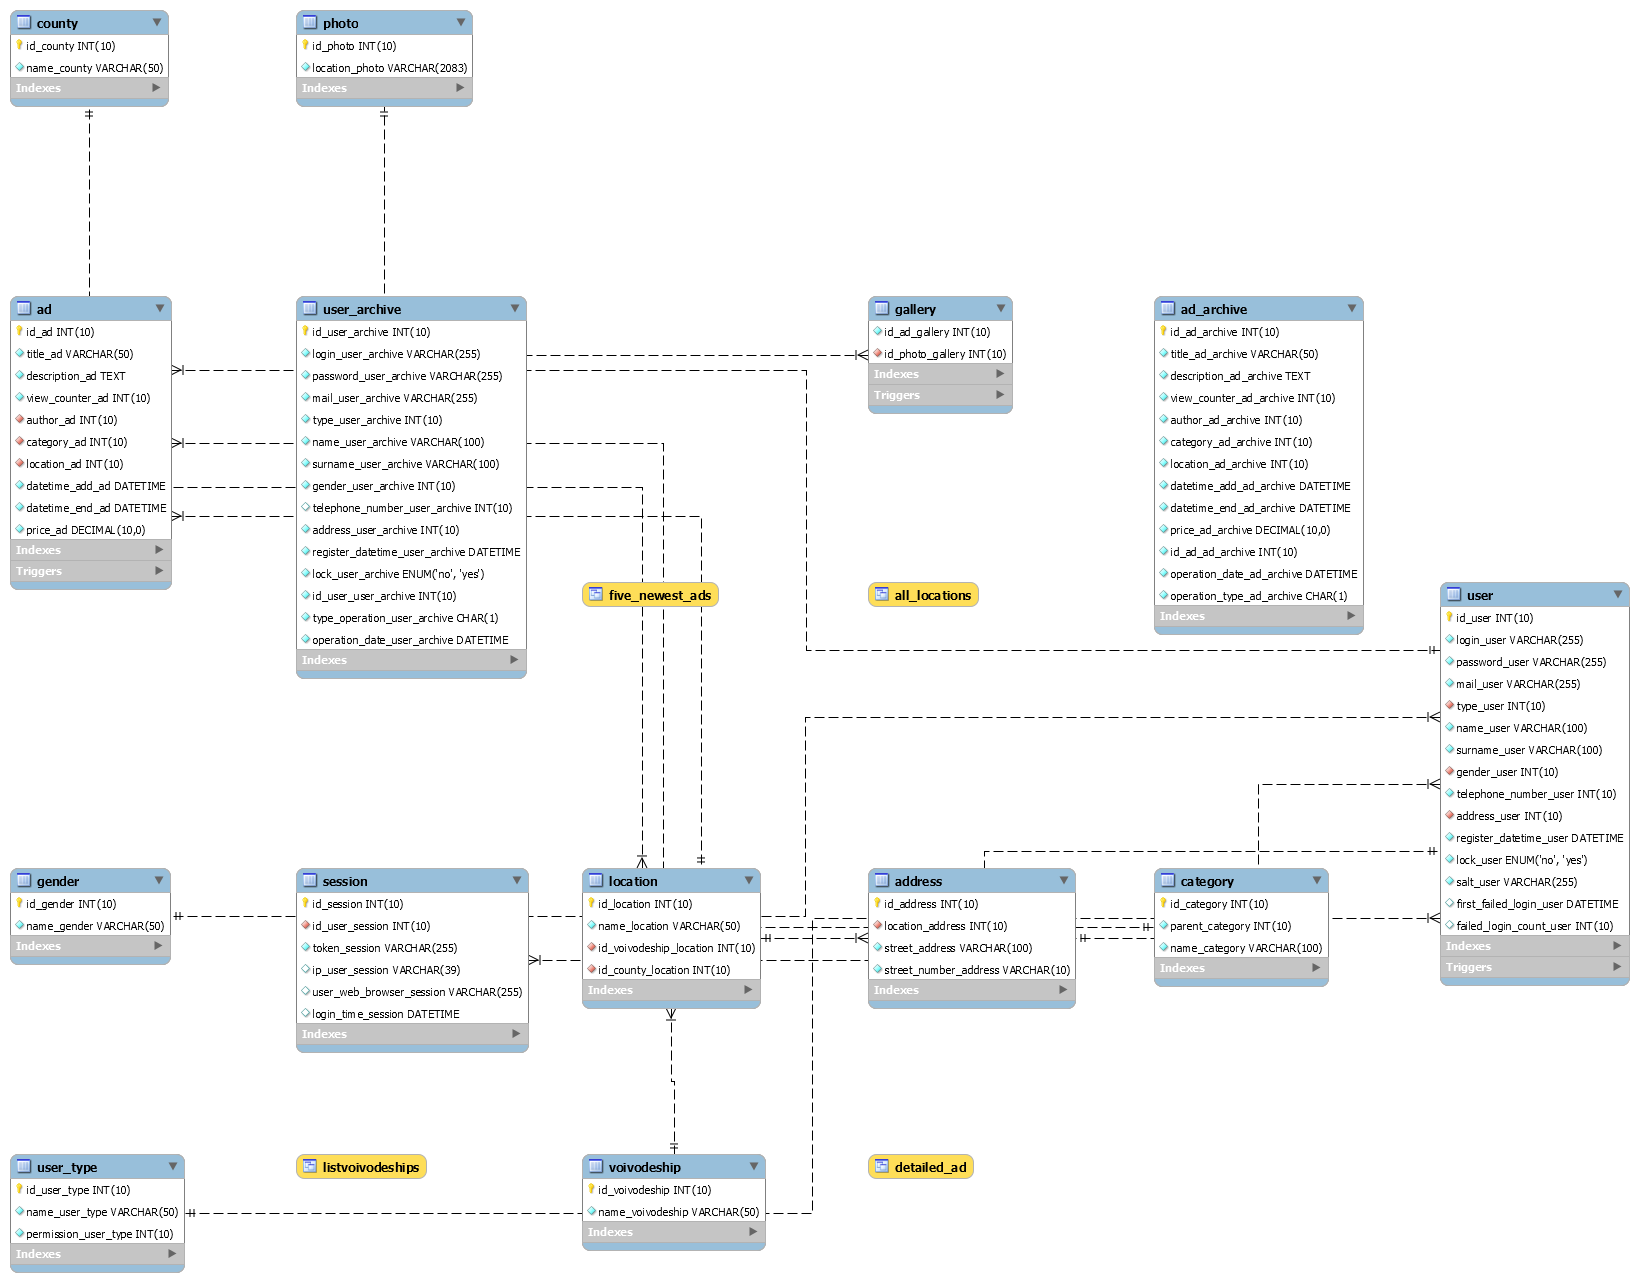 county
id_county INT(10)
name_county VARCHAR(50)
Indexes
photo
id_photo INT(10)
location_photo VARCHAR(2083)
Indexes
ad
id_ad INT(10)
title_ad VARCHAR(50)
description_ad TEXT
view_counter_ad INT(10)
author_ad INT(10)
category_ad INT(10)
location_ad INT(10)
datetime_add_ad DATETIME
datetime_end_ad DATETIME
price_ad DECIMAL(10,0)
Indexes
Triggers
user_archive
id_user_archive INT(10)
login_user_archive VARCHAR(255)
password_user_archive VARCHAR(255)
mail_user_archive VARCHAR(255)
type_user_archive INT(10)
name_user_archive VARCHAR(100)
surname_user_archive VARCHAR(100)
gender_user_archive INT(10)
telephone_number_user_archive INT(10)
address_user_archive INT(10)
register_datetime_user_archive DATETIME
lock_user_archive ENUM('no', 'yes')
id_user_user_archive INT(10)
type_operation_user_archive CHAR(1)
operation_date_user_archive DATETIME
Indexes
gallery
id_ad_gallery INT(10)
id_photo_gallery INT(10)
Indexes
Triggers
ad_archive
id_ad_archive INT(10)
title_ad_archive VARCHAR(50)
description_ad_archive TEXT
view_counter_ad_archive INT(10)
author_ad_archive INT(10)
category_ad_archive INT(10)
location_ad_archive INT(10)
datetime_add_ad_archive DATETIME
datetime_end_ad_archive DATETIME
price_ad_archive DECIMAL(10,0)
id_ad_ad_archive INT(10)
operation_date_ad_archive DATETIME
operation_type_ad_archive CHAR(1)
Indexes
five_newest_ads
all_locations
user
id_user INT(10)
login_user VARCHAR(255)
password_user VARCHAR(255)
mail_user VARCHAR(255)
type_user INT(10)
name_user VARCHAR(100)
surname_user VARCHAR(100)
gender_user INT(10)
telephone_number_user INT(10)
address_user INT(10)
register_datetime_user DATETIME
lock_user ENUM('no', 'yes')
salt_user VARCHAR(255)
first_failed_login_user DATETIME
failed_login_count_user INT(10)
Indexes
Triggers
gender
id_gender INT(10)
name_gender VARCHAR(50)
Indexes
session
id_session INT(10)
id_user_session INT(10)
token_session VARCHAR(255)
ip_user_session VARCHAR(39)
user_web_browser_session VARCHAR(255)
login_time_session DATETIME
Indexes
location
id_location INT(10)
name_location VARCHAR(50)
id_voivodeship_location INT(10)
id_county_location INT(10)
Indexes
address
id_address INT(10)
location_address INT(10)
street_address VARCHAR(100)
street_number_address VARCHAR(10)
Indexes
category
id_category INT(10)
parent_category INT(10)
name_category VARCHAR(100)
Indexes
user_type
id_user_type INT(10)
name_user_type VARCHAR(50)
permission_user_type INT(10)
Indexes
listvoivodeships
voivodeship
id_voivodeship INT(10)
name_voivodeship VARCHAR(50)
Indexes
detailed_ad